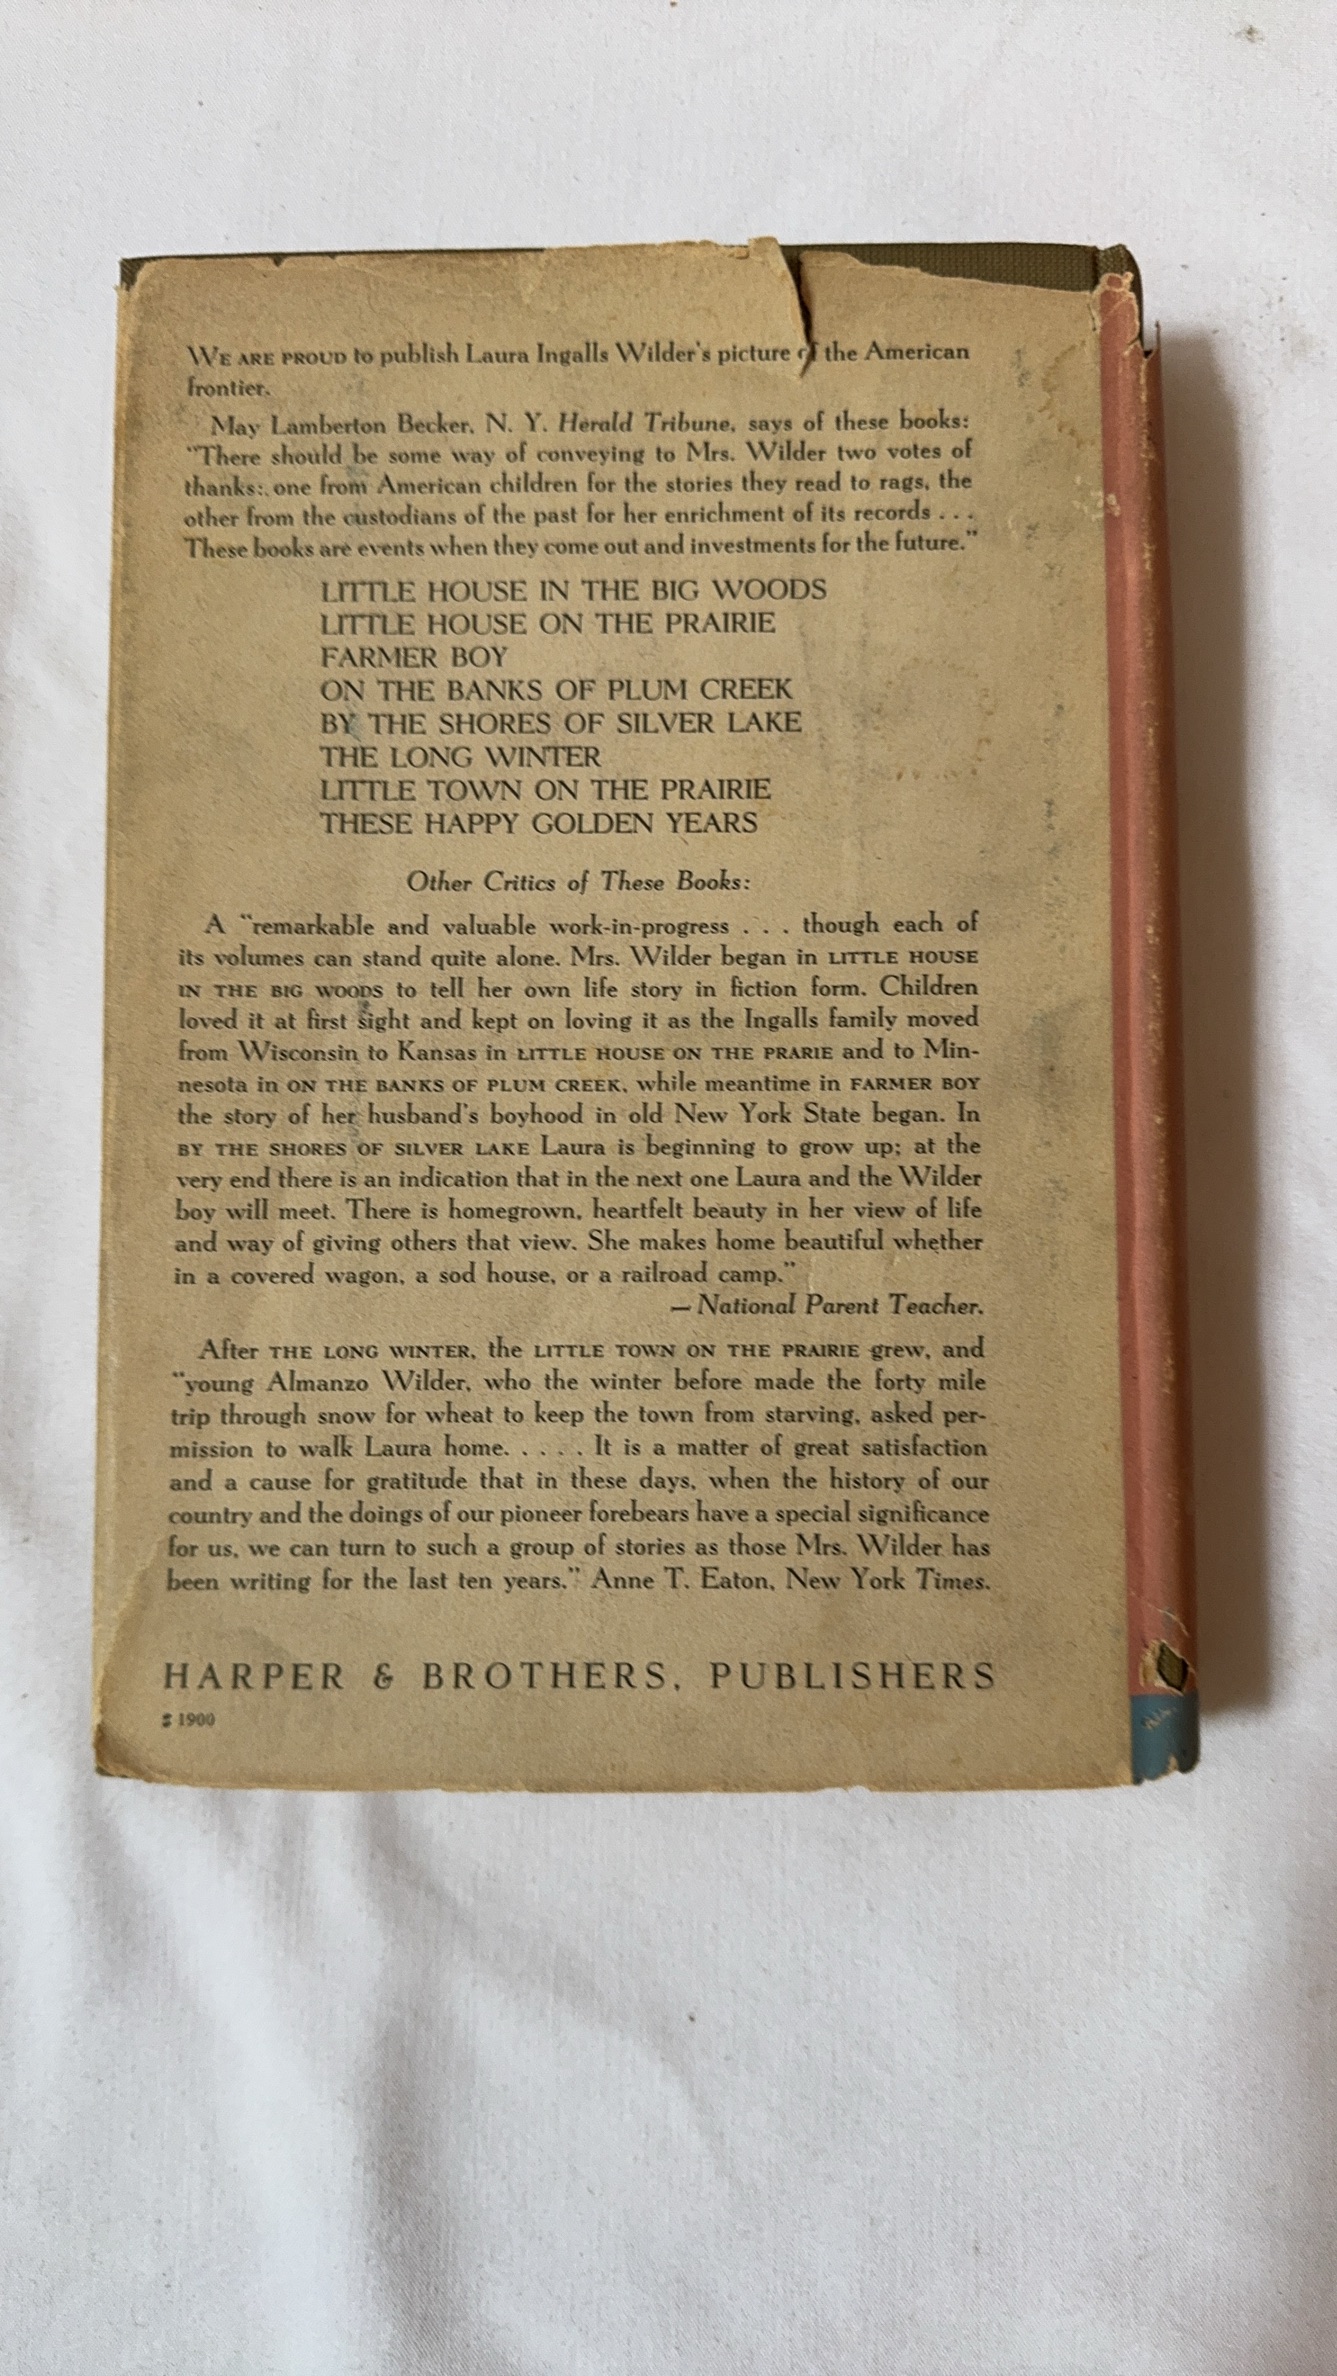 WE ARE PROUD to publish Laura Ingalls Wilder's picture of the American
frontier.
May Lamberton Becker, N. Y. Herald Tribune, says of these books:
"There should be some way of conveying to Mrs. Wilder two votes of
thanks: one from American children for the stories they read to rags, the
other from the custodians of the past for her enrichment of its records . . .
These books are events when they come out and investments for the future."
LITTLE HOUSE IN THE BIG WOODS
LITTLE HOUSE ON THE PRAIRIE
FARMER BOY
ON THE BANKS OF PLUM CREEK
BY THE SHORES OF SILVER LAKE
THE LONG WINTER
LITTLE TOWN ON THE PRAIRIE
THESE HAPPY GOLDEN YEARS
Other Critics of These Books:
A "remarkable and valuable work-in-progress . . . though each of
its volumes can stand quite alone. Mrs. Wilder began in LITTLE HOUSE
IN THE BIG WOODS to tell her own life story in fiction form. Children
loved it at first sight and kept on loving it as the Ingalls family moved
from Wisconsin to Kansas in LITTLE HOUSE ON THE PRARIE and to Min-
nesota in ON THE BANKS OF PLUM CREEK, while meantime in FARMER BOY
the story of her husband's boyhood in old New York State began. In
BY THE SHORES OF SILVER LAKE Laura is beginning to grow up; at the
very end there is an indication that in the next one Laura and the Wilder
boy will meet. There is homegrown, heartfelt beauty in her view of life
and way of giving others that view. She makes home beautiful whether
in a covered wagon, a sod house, or a railroad camp."
—National Parent Teacher.
After THE LONG WINTER, the LITTLE TOWN ON THE PRAIRIE grew, and
"young Almanzo Wilder, who the winter before made the forty mile
trip through snow for wheat to keep the town from starving, asked per-
mission to walk Laura home. . . . . It is a matter of great satisfaction
and a cause for gratitude that in these days, when the history of our
country and the doings of our pioneer forebears have a special significance
for us, we can turn to such a group of stories as those Mrs. Wilder has
been writing for the last ten years." Anne T. Eaton, New York Times.
HARPER & BROTHERS, PUBLISHERS
1900